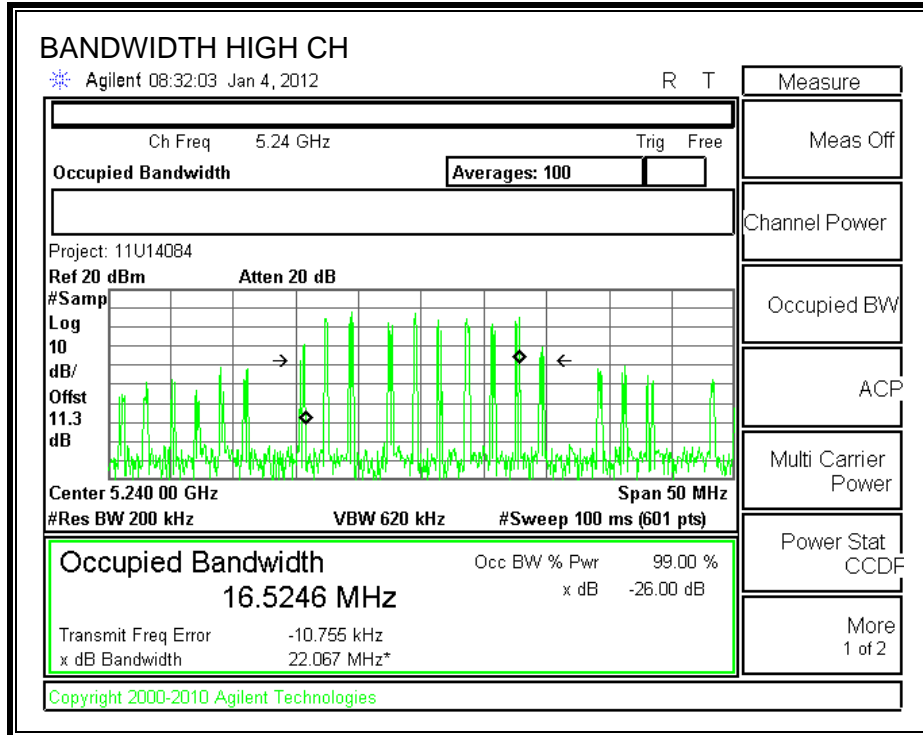 BANDWIDTH HIGH CH
Agilent 08:32:03 Jan 4, 2012 R T
Measure
Ch Freq 5.24 GHz Trig Free
Meas Off
Occupied Bandwidth Averages: 100
Channel Power
Project: 11U14084
Ref 20 dBm Atten 20 dB
#Samp
Log
10
dB/
Offst
11.3
dB
Occupied BW
ACP
Multi Carrier
Power
Center 5.240 00 GHz Span 50 MHz
#Res BW 200 kHz VBW 620 kHz #Sweep 100 ms (601 pts)
Power Stat
CCDF
Occupied Bandwidth Occ BW % Pwr 99.00 %
16.5246 MHz x dB -26.00 dB
Transmit Freq Error -10.755 kHz
x dB Bandwidth 22.067 MHz*
More
1 of 2
Copyright 2000-2010 Agilent Technologies